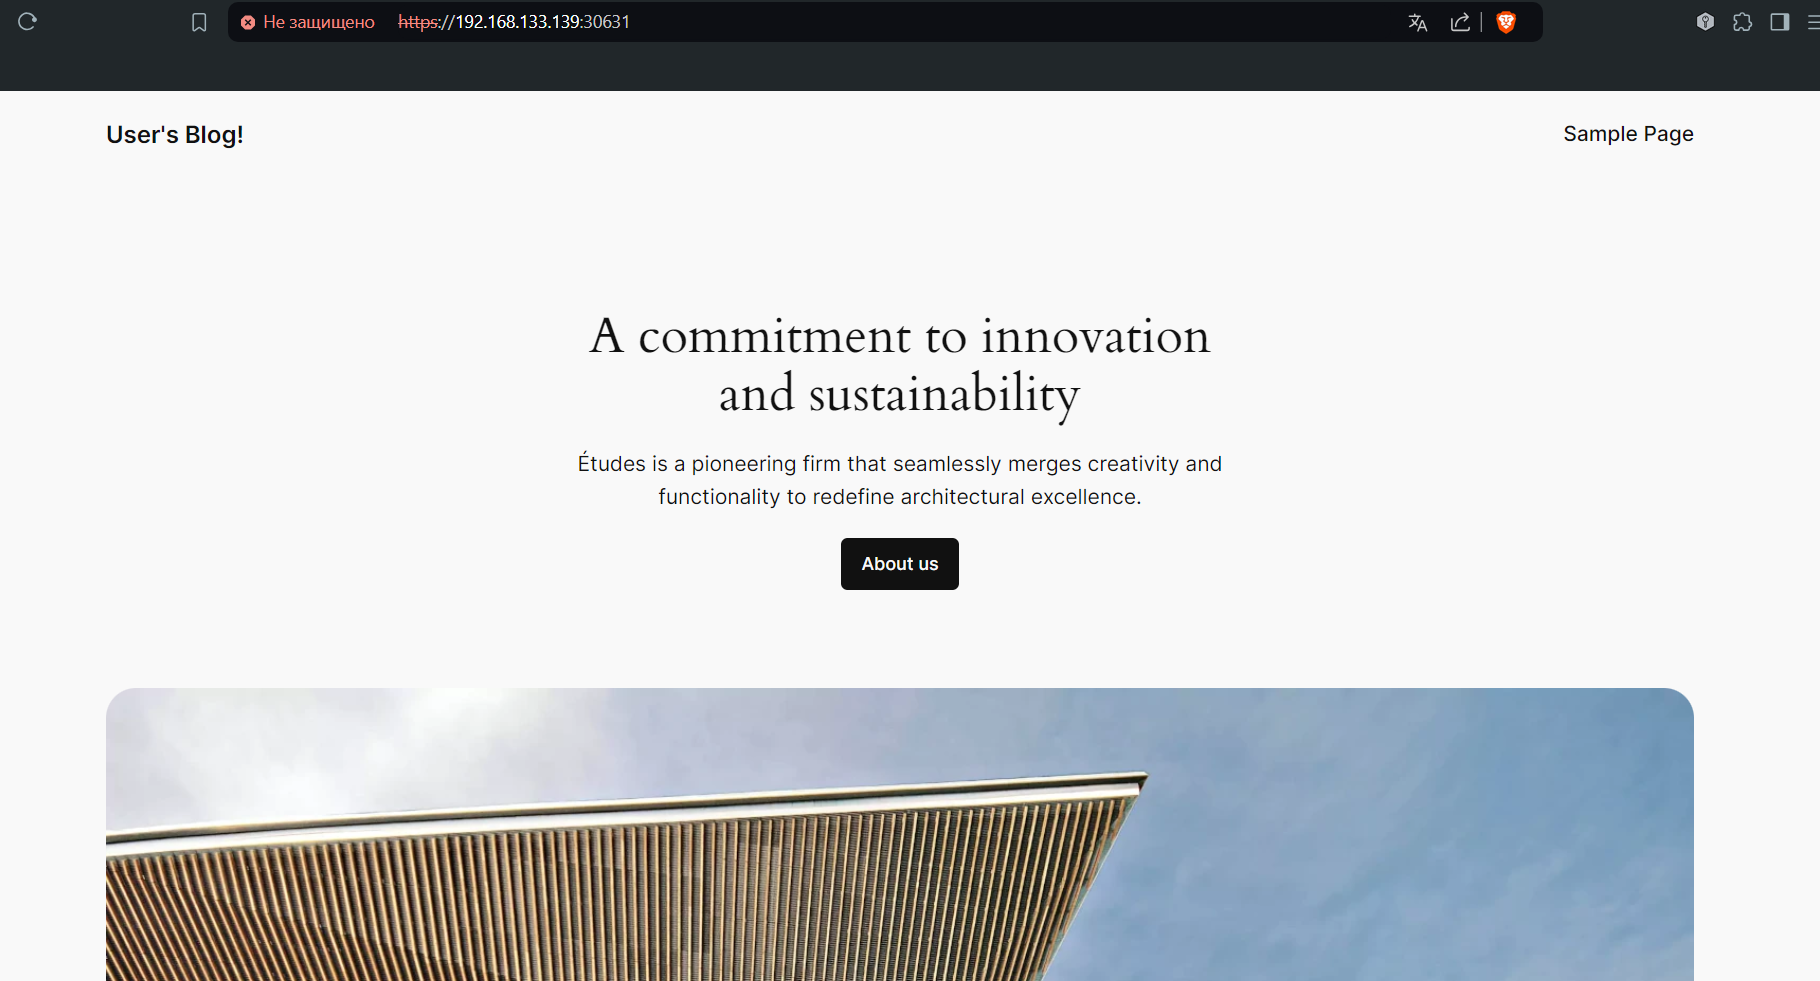 Не защищено https://192.168.133.139:30631
User's Blog!
Sample Page
A commitment to innovation
and sustainability
Études is a pioneering firm that seamlessly merges creativity and
functionality to redefine architectural excellence.
About us